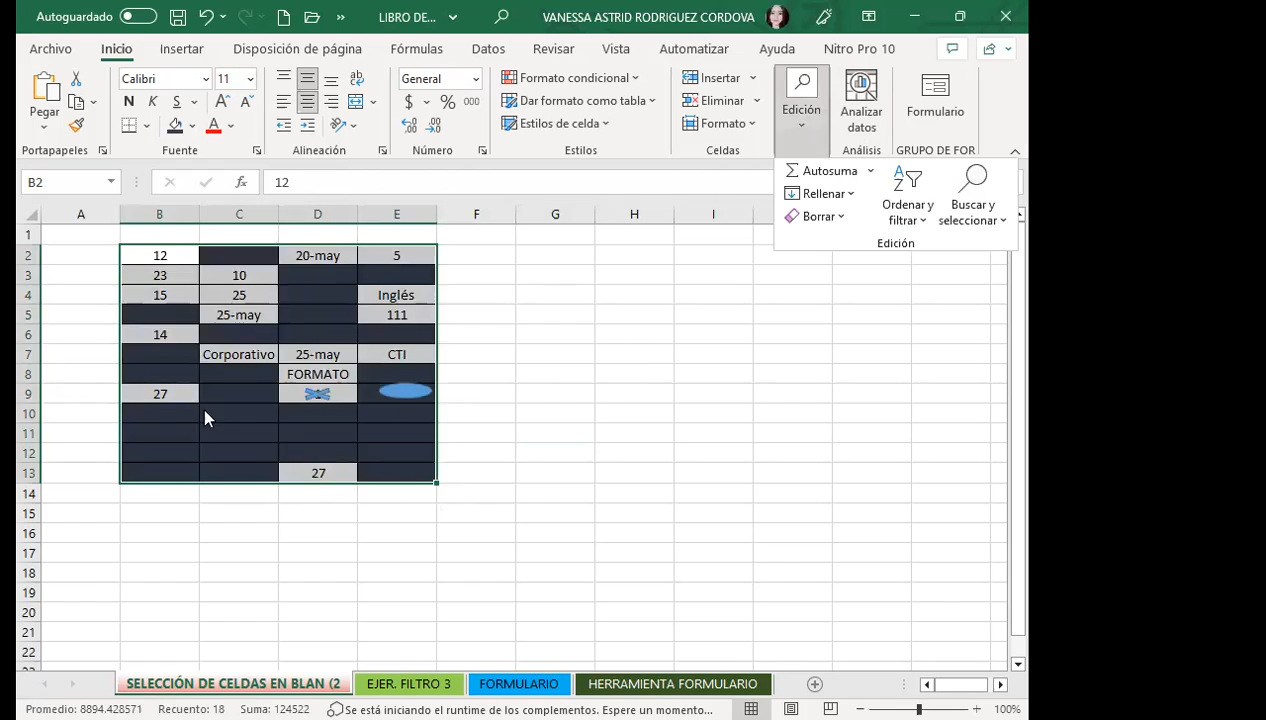 Autoguardado
LIBRO DE...
VANESSA ASTRID RODRIGUEZ CORDOVA
Archivo Inicio Insertar Disposición de página Fórmulas Datos Revisar Vista Automatizar Ayuda Nitro Pro 10
Pegar
Portapapeles
Calibri 11
N K S
Fuente
Alineación
General
$ % 000
Número
Formato condicional
Dar formato como tabla
Estilos de celda
Estilos
Insertar
Eliminar
Formato
Celdas
Edición
Analizar
datos
Análisis
Formulario
GRUPO DE FOR
Autosuma
Rellenar
Borrar
Ordenar y
filtrar
Buscar y
seleccionar
Edición
B2 fx 12
A B C D E F G H I
1
2 12 20-may 5
3 23 10
4 15 25 Inglés
5 25-may 111
6 14
7 Corporativo 25-may CTI
8 FORMATO
9 27
10
11
12
13 27
14
15
16
17
18
19
20
21
22
SELECCIÓN DE CELDAS EN BLAN (2 EJER. FILTRO 3 FORMULARIO HERRAMIENTA FORMULARIO
Promedio: 8894.428571 Recuento: 18 Suma: 124522 Se está iniciando el runtime de los complementos. Espere un momento... 100%